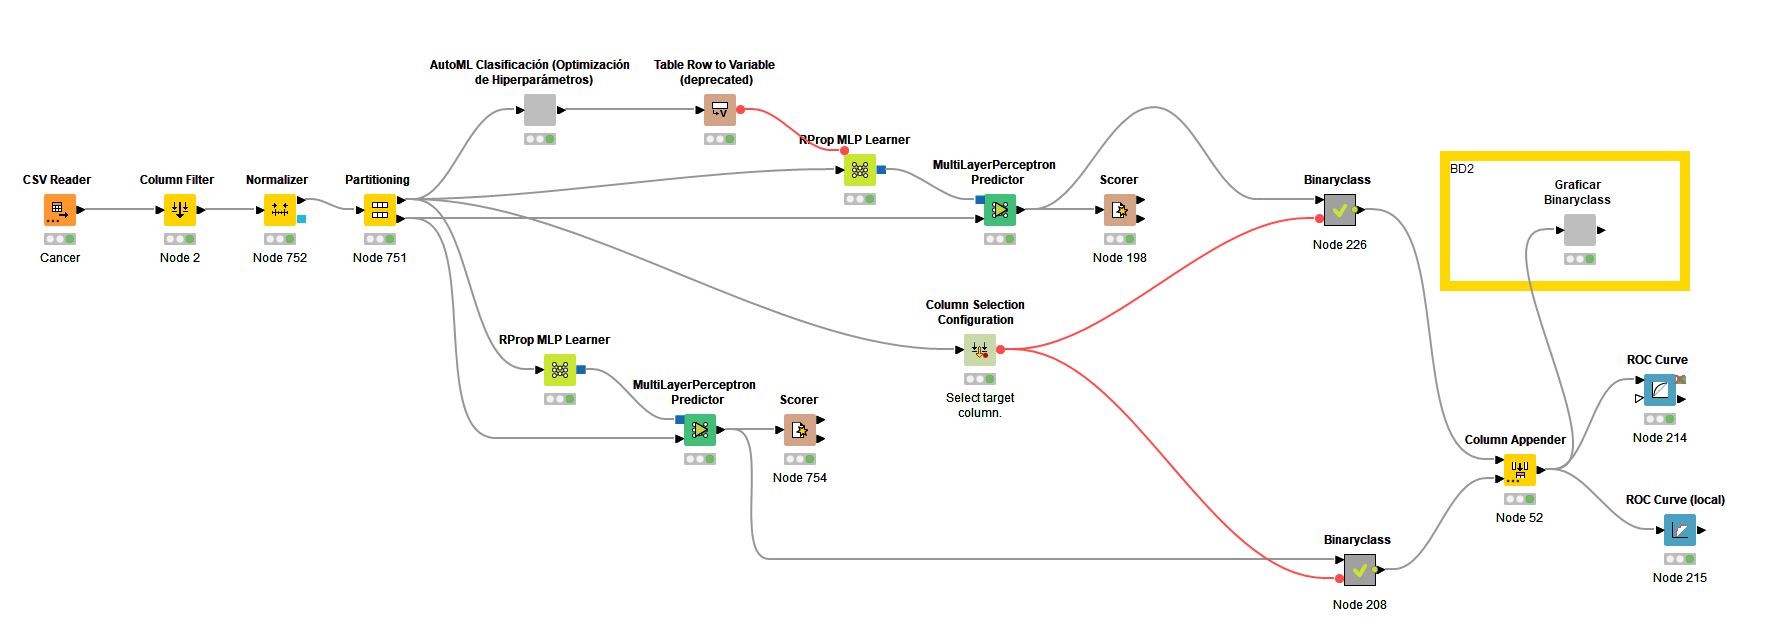 AutoML Clasificación (Optimización
de Hiperparámetros)
Table Row to Variable
(deprecated)
RProp MLP Learner
MultiLayerPerceptron
Predictor
Scorer
Node 198
CSV Reader
Cancer
Column Filter
Node 2
Normalizer
Node 752
Partitioning
Node 751
Binaryclass
Node 226
BD2
Graficar
Binaryclass
Column Selection
Configuration
Select target
column.
RProp MLP Learner
MultiLayerPerceptron
Predictor
Scorer
Node 754
ROC Curve
Node 214
Column Appender
Node 52
ROC Curve (local)
Node 215
Binaryclass
Node 208